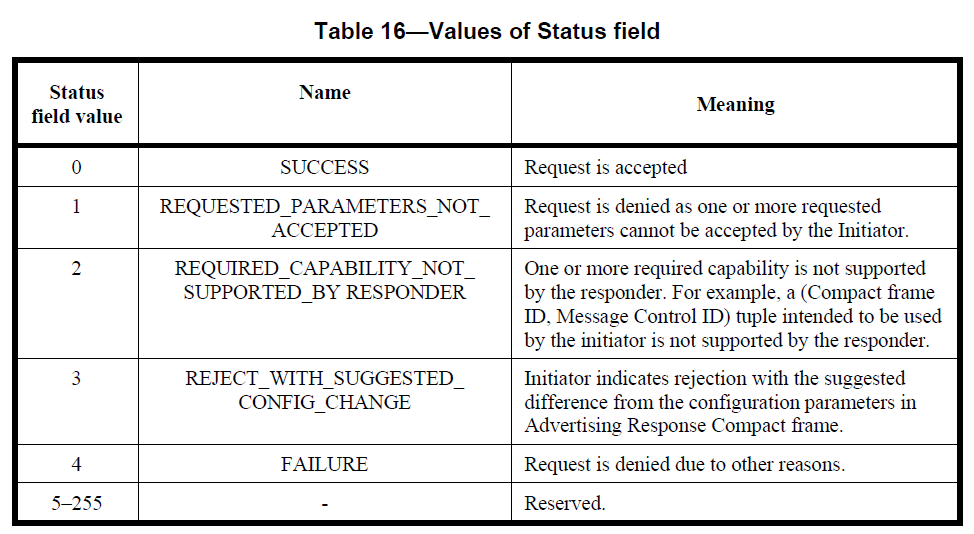 Table 16—Values of Status field
Status
field value
Name
Meaning
0
SUCCESS
Request is accepted
1
REQUESTED_PARAMETERS_NOT_
ACCEPTED
Request is denied as one or more requested
parameters cannot be accepted by the Initiator.
2
REQUIRED_CAPABILITY_NOT_
SUPPORTED_BY RESPONDER
One or more required capability is not supported
by the responder. For example, a (Compact frame
ID, Message Control ID) tuple intended to be used
by the initiator is not supported by the responder.
3
REJECT_WITH_SUGGESTED_
CONFIG_CHANGE
Initiator indicates rejection with the suggested
difference from the configuration parameters in
Advertising Response Compact frame.
4
FAILURE
Request is denied due to other reasons.
5–255
-
Reserved.